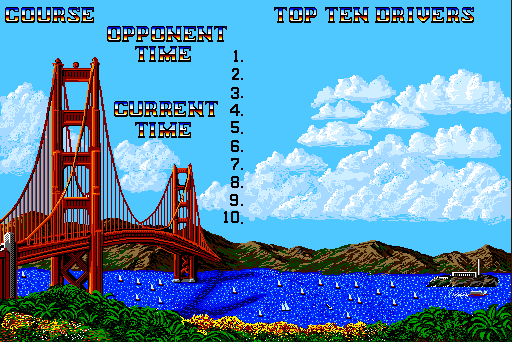 COURSE
OPPONENT
TIME
CURRENT
TIME
TOP TEN DRIVERS
1.
2.
3.
4.
5.
6.
7.
8.
9.
10.